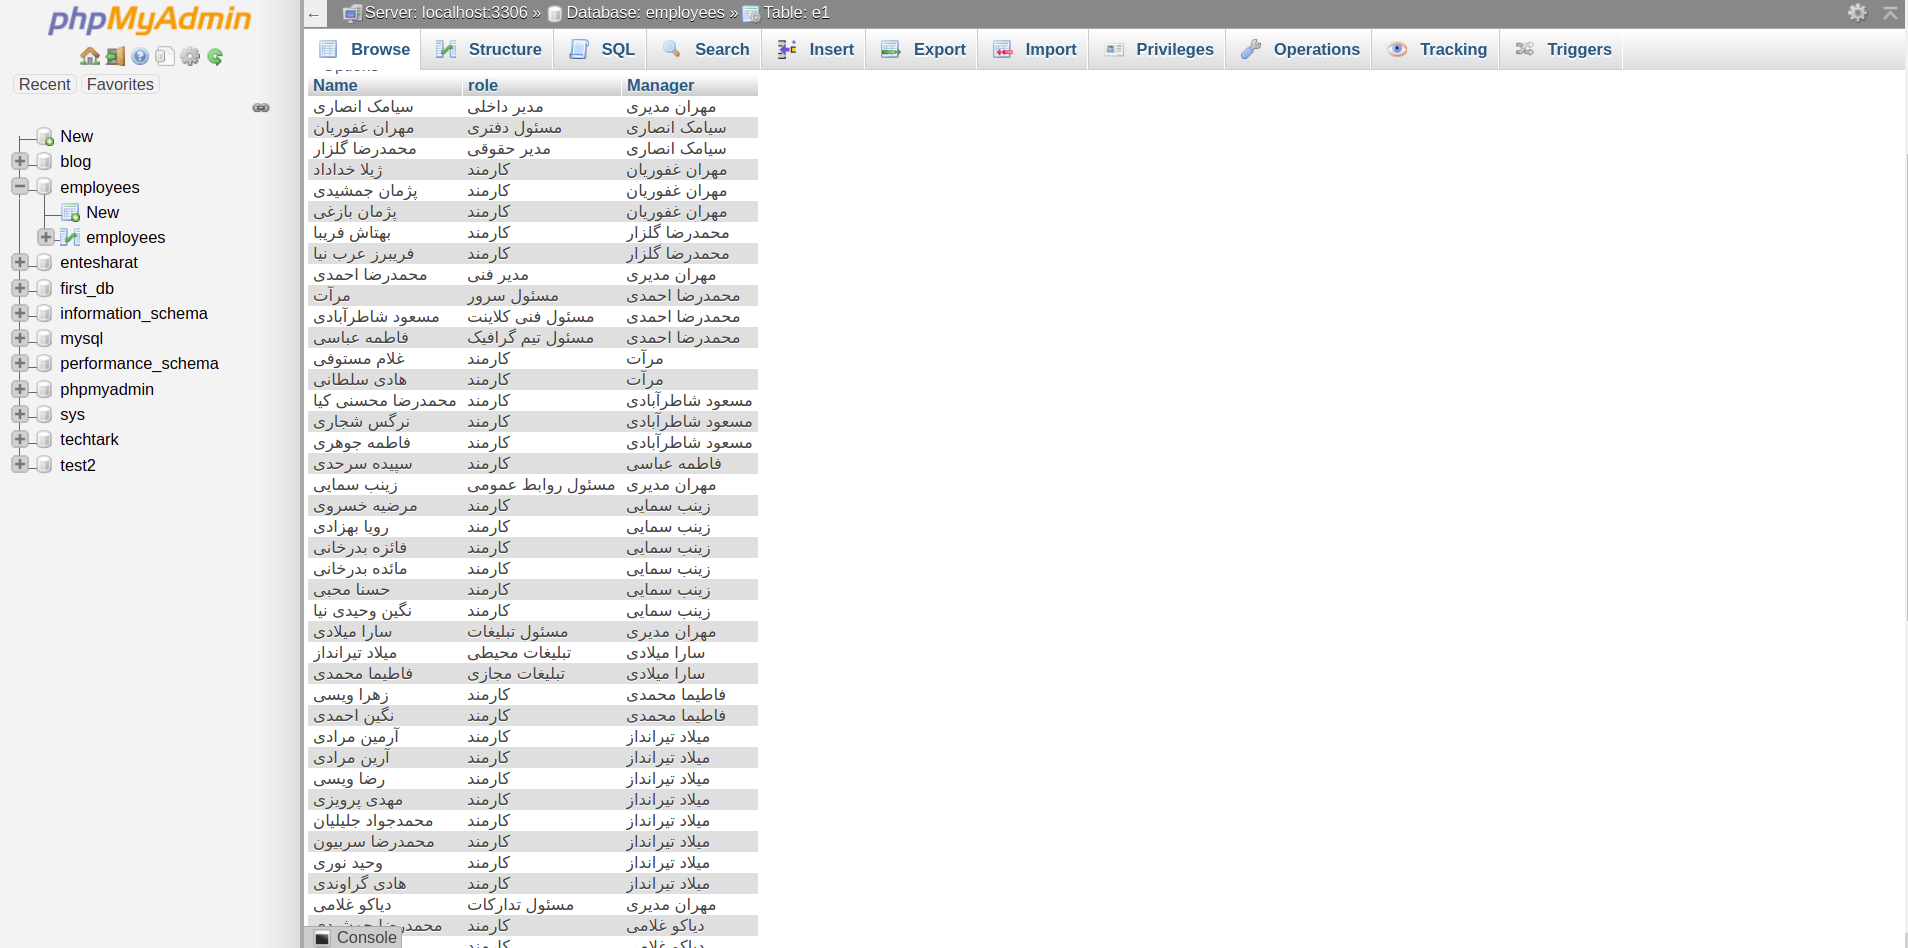 phpMyAdmin
Recent Favorites
New
blog
employees
New
employees
entesharat
first_db
information_schema
mysql
performance_schema
phpmyadmin
sys
techtark
test2
← Server: localhost:3306 » Database: employees » Table: e1
Browse Structure SQL Search Insert Export Import Privileges Operations Tracking Triggers
Options
Name role Manager
سیامک انصاری مدیر داخلی مهران مدیری
مهران غفوریان مسئول دفتری سیامک انصاری
محمدرضا گلزار مدیر حقوقی سیامک انصاری
ژیلا خداداد کارمند مهران غفوریان
پژمان جمشیدی کارمند مهران غفوریان
پژمان بازغی کارمند مهران غفوریان
بهتاش فریبا کارمند محمدرضا گلزار
فریبرز عرب نیا کارمند محمدرضا گلزار
محمدرضا احمدی مدیر فنی مهران مدیری
مرآت مسئول سرور محمدرضا احمدی
مسعود شاطرآبادی مسئول فنی کلاینت محمدرضا احمدی
فاطمه عباسی مسئول تیم گرافیک محمدرضا احمدی
غلام مستوفی کارمند مرآت
هادی سلطانی کارمند مرآت
محمدرضا محسنی کیا کارمند مسعود شاطرآبادی
نرگس شجاری کارمند مسعود شاطرآبادی
فاطمه جوهری کارمند مسعود شاطرآبادی
سپیده سرحدی کارمند فاطمه عباسی
زینب سمایی مسئول روابط عمومی مهران مدیری
مرضیه خسروی کارمند زینب سمایی
رویا بهزادی کارمند زینب سمایی
فائزه بدرخانی کارمند زینب سمایی
مائده بدرخانی کارمند زینب سمایی
حسنا محبی کارمند زینب سمایی
نگین وحیدی نیا کارمند زینب سمایی
سارا میلادی مسئول تبلیغات مهران مدیری
میلاد تیرانداز تبلیغات محیطی سارا میلادی
فاطیما محمدی تبلیغات مجازی سارا میلادی
زهرا ویسی کارمند فاطیما محمدی
نگین احمدی کارمند فاطیما محمدی
آرمین مرادی کارمند میلاد تیرانداز
آرین مرادی کارمند میلاد تیرانداز
رضا ویسی کارمند میلاد تیرانداز
مهدی پرویزی کارمند میلاد تیرانداز
محمدجواد جلیلیان کارمند میلاد تیرانداز
محمدرضا سربیون کارمند میلاد تیرانداز
وحید نوری کارمند میلاد تیرانداز
هادی گراوندی کارمند میلاد تیرانداز
دیاکو غلامی مسئول تدارکات مهران مدیری
محمدرضا کارمند دیاکو غلامی
کارمند دیاکو غلامی
Console